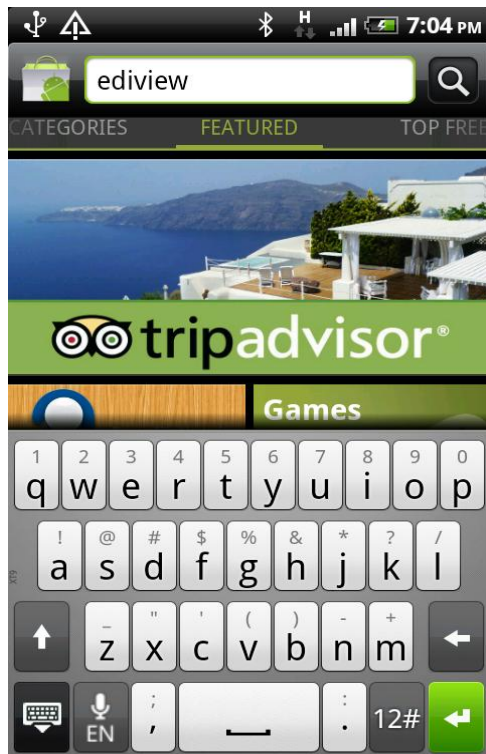 H 7:04 PM
ediview
CATEGORIES FEATURED TOP FREE
tripadvisor®
Games
1 2 3 4 5 6 7 8 9 0
q w e r t y u i o p
! @ # $ % & * ? /
a s d f g h j k l
XT9
_ " ' ( ) - +
z x c v b n m
EN ; , : . 12#